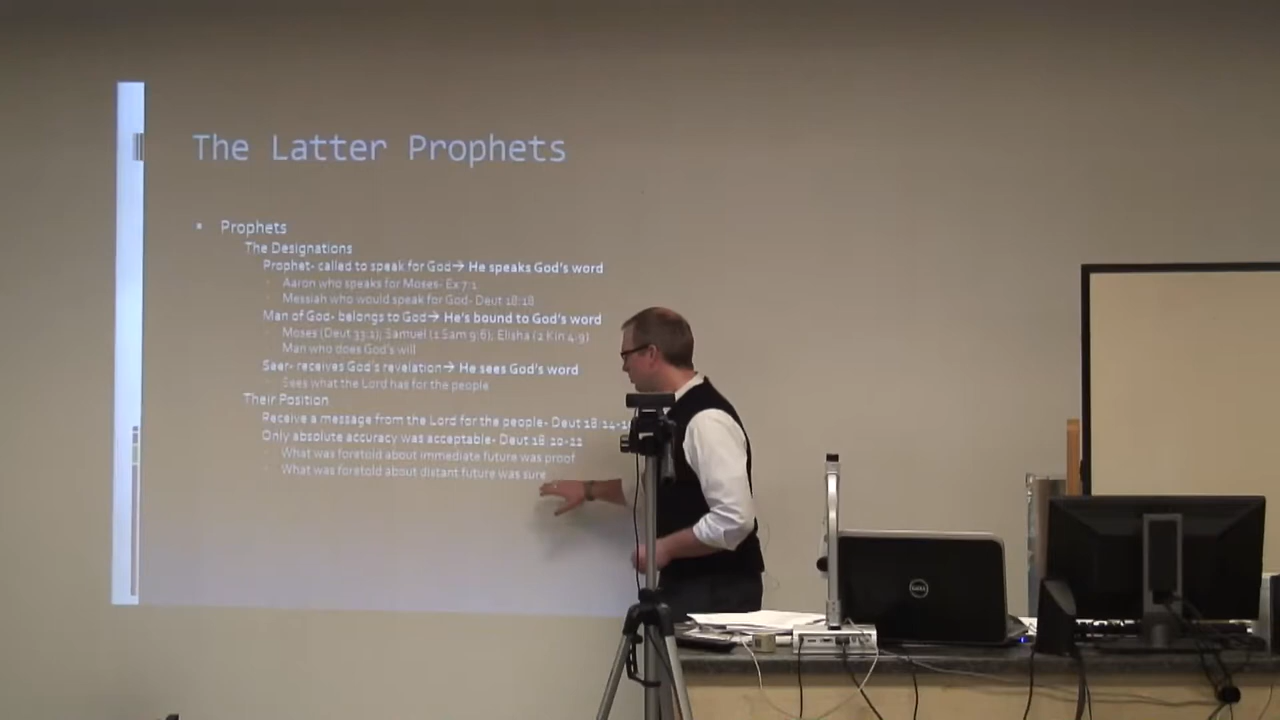 The Latter Prophets
▪ Prophets
The Designations
Prophet- called to speak for God→ He speaks God's word
Aaron who speaks for Moses- Ex 7:1
Messiah who would speak for God- Deut 18:18
Man of God- belongs to God→ He's bound to God's word
Moses (Deut 33:1); Samuel (1 Sam 9:6); Elisha (2 Kin 4:9)
Man who does God's will
Seer- receives God's revelation→ He sees God's word
Sees what the Lord has for the people
Their Position
Receive a message from the Lord for the people- Deut 18:14-
Only absolute accuracy was acceptable- Deut 18:20-22
What was foretold about immediate future was proof
What was foretold about distant future was sure
DELL